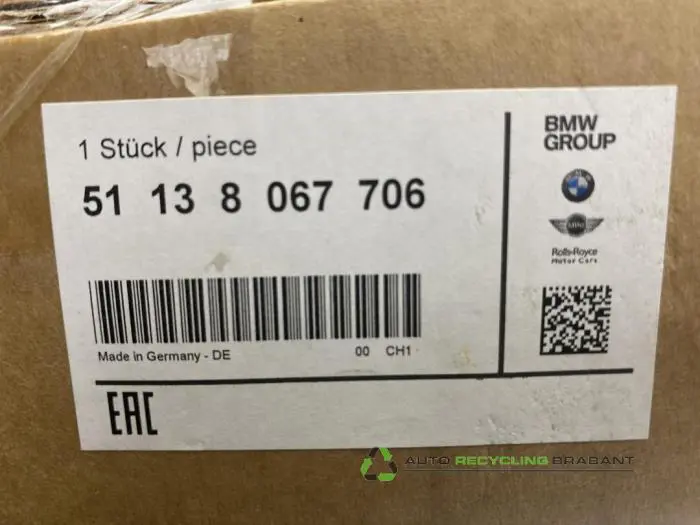 1 Stück / piece
51 13 8 067 706
Made in Germany - DE 00 CH1
EAC
BMW
GROUP
MINI
Rolls-Royce
Motor Cars
AUTO RECYCLING BRABANT